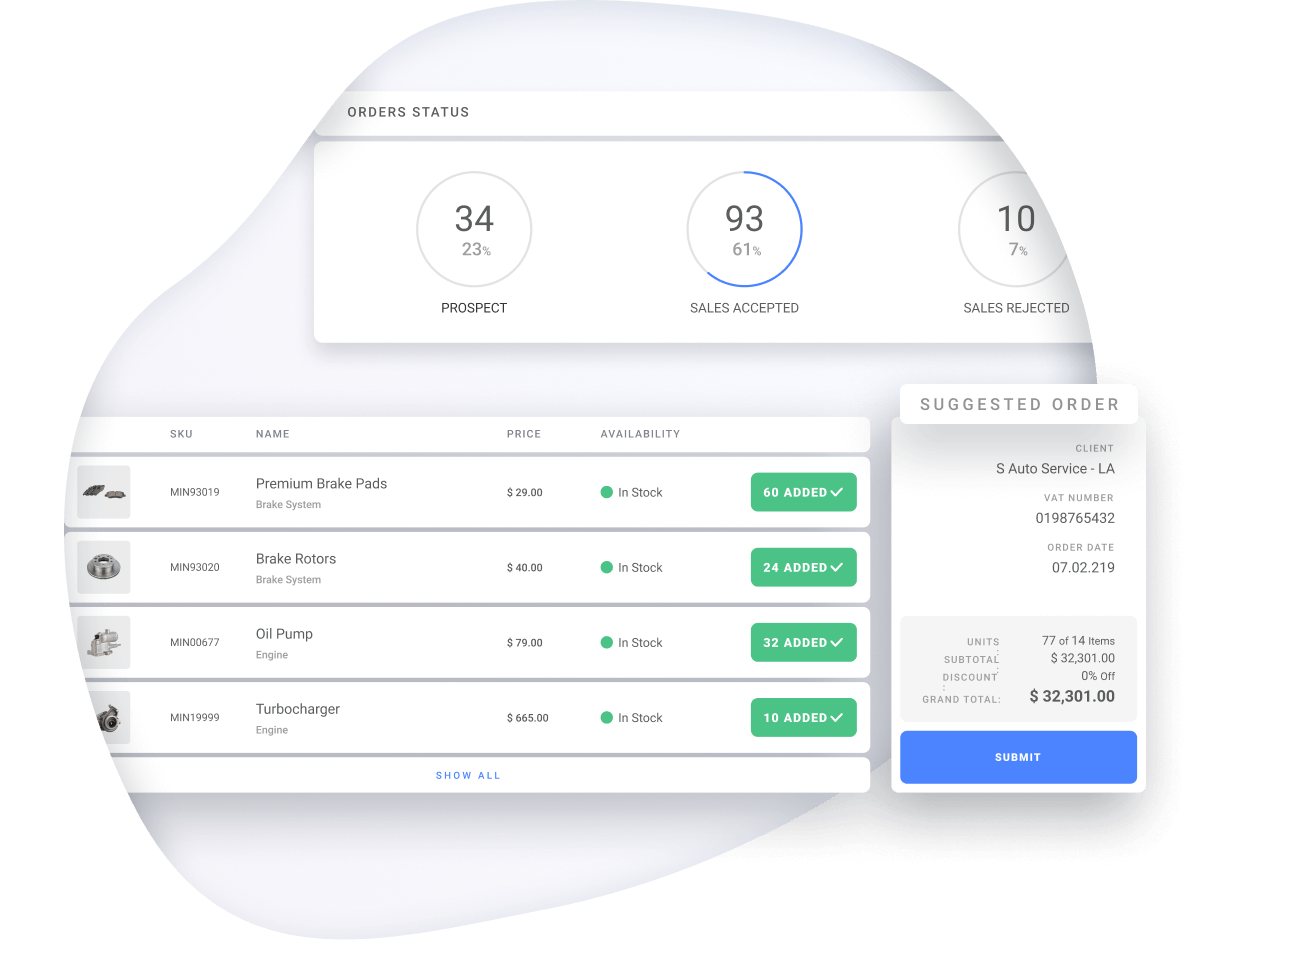 ORDERS STATUS
34
23%
PROSPECT
93
61%
SALES ACCEPTED
10
7%
SALES REJECTED
SKU NAME PRICE AVAILABILITY
MIN93019 Premium Brake Pads Brake System $ 29.00 In Stock 60 ADDED
MIN93020 Brake Rotors Brake System $ 40.00 In Stock 24 ADDED
MIN00677 Oil Pump Engine $ 79.00 In Stock 32 ADDED
MIN19999 Turbocharger Engine $ 665.00 In Stock 10 ADDED
SHOW ALL
SUGGESTED ORDER
CLIENT
S Auto Service - LA
VAT NUMBER
0198765432
ORDER DATE
07.02.219
UNITS: 77 of 14 Items
SUBTOTAL: $ 32,301.00
DISCOUNT: 0% Off
GRAND TOTAL: $ 32,301.00
SUBMIT